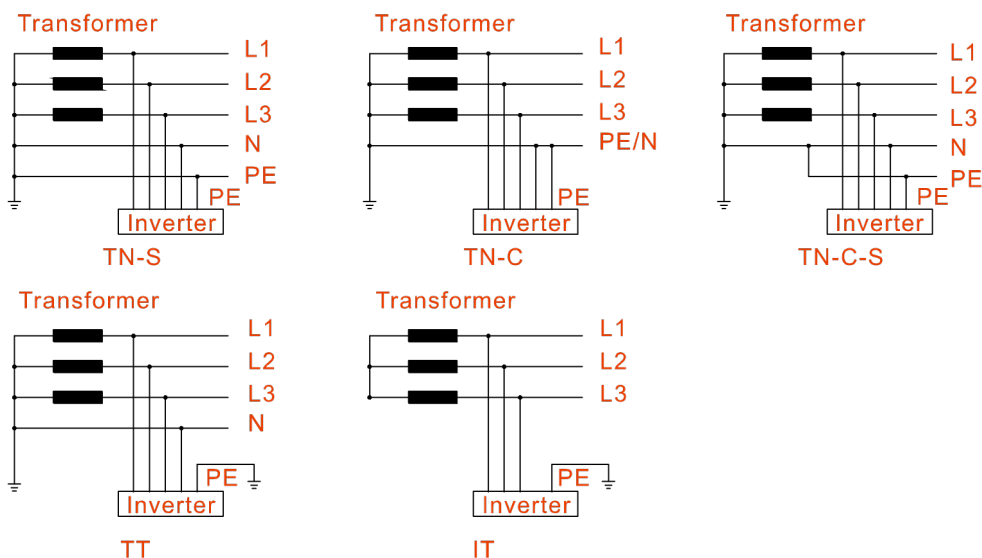 Transformer
L1
L2
L3
N
PE
PE
Inverter
TN-S
Transformer
L1
L2
L3
PE/N
PE
Inverter
TN-C
Transformer
L1
L2
L3
N
PE
PE
Inverter
TN-C-S
Transformer
L1
L2
L3
N
PE
Inverter
TT
Transformer
L1
L2
L3
PE
Inverter
IT